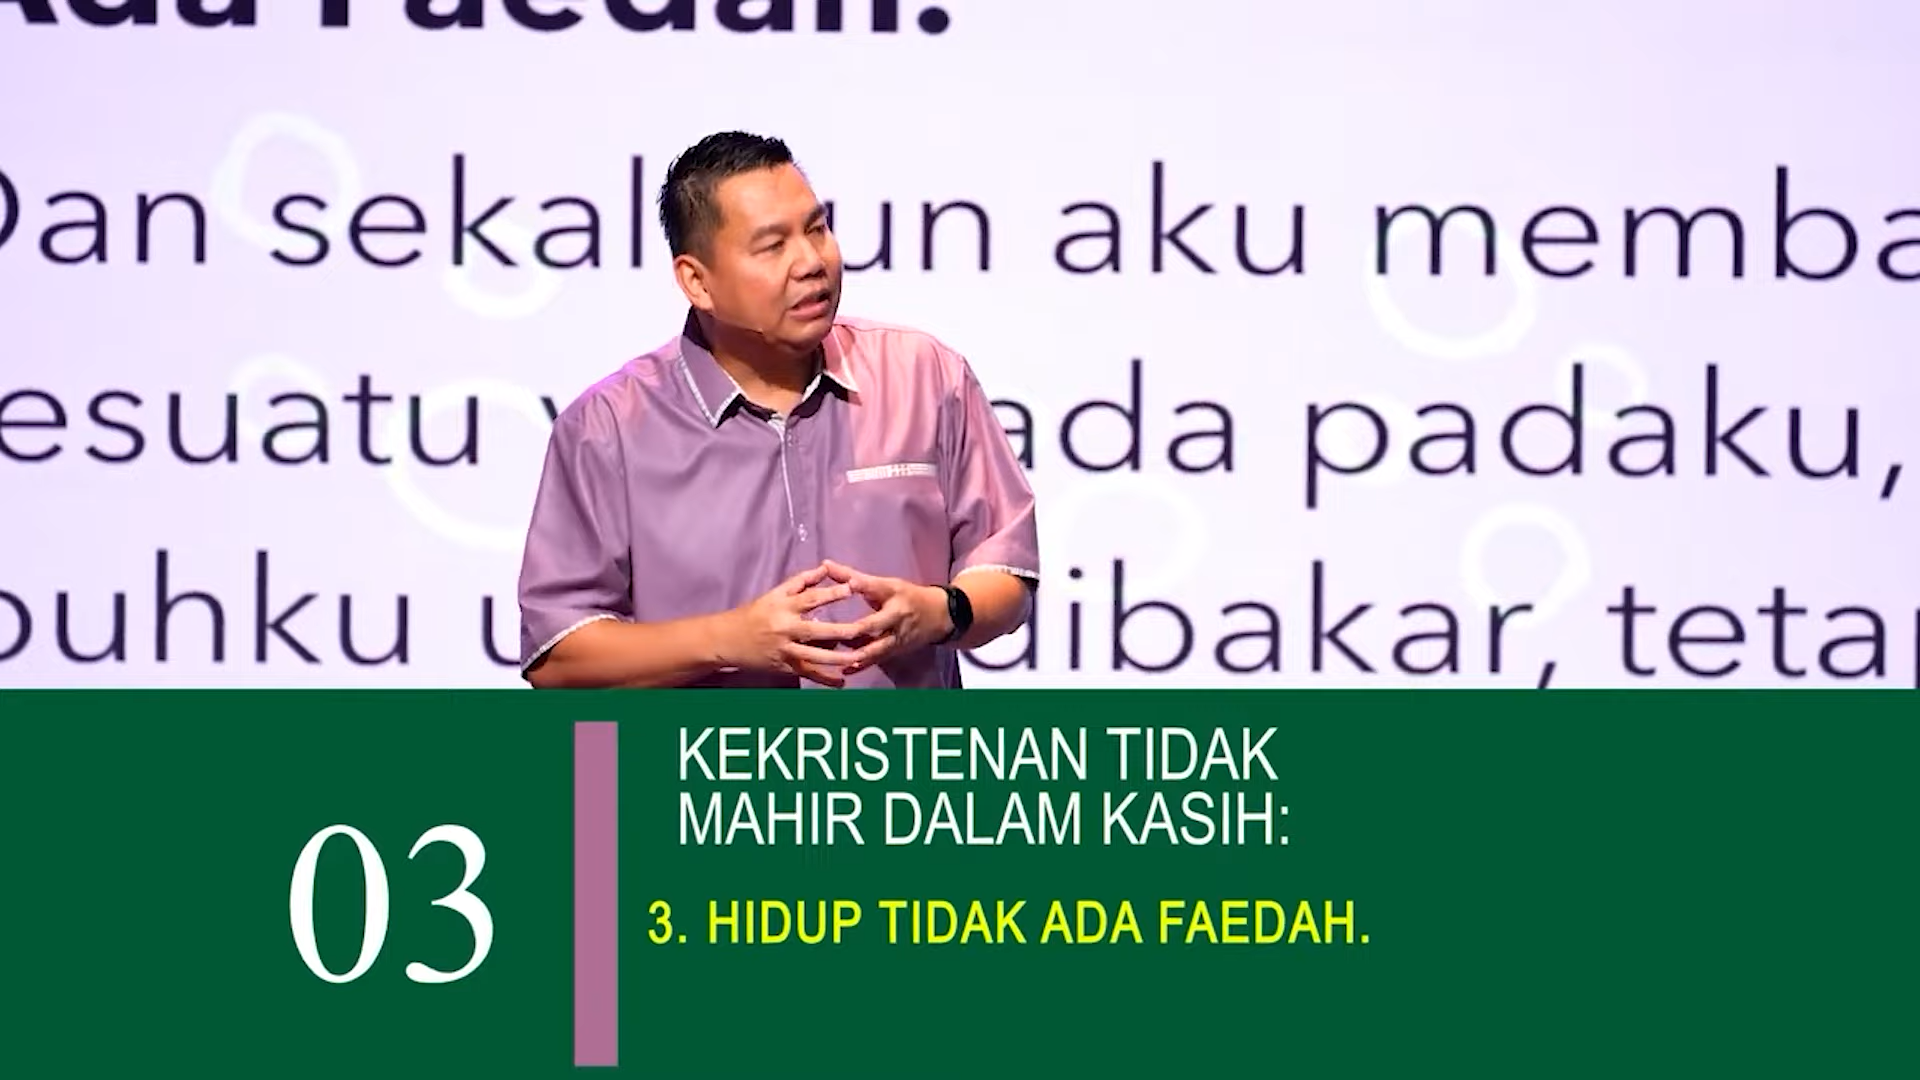 Ada Faedah.
Dan sekal un aku memba
esuatu y ada padaku,
buhku u dibakar, tetap
03
KEKRISTENAN TIDAK
MAHIR DALAM KASIH:
3. HIDUP TIDAK ADA FAEDAH.